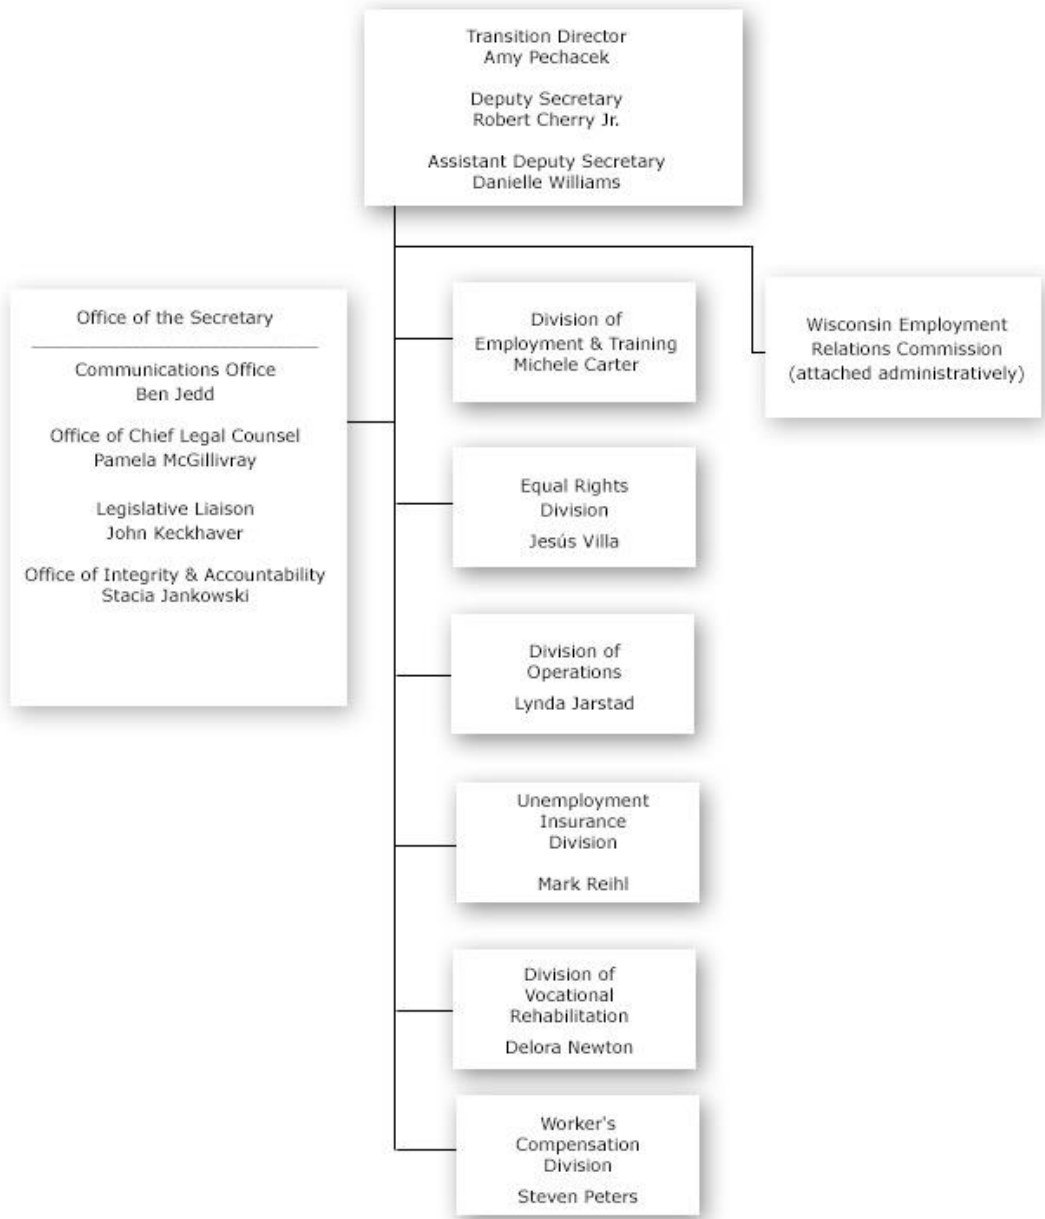 Transition Director
Amy Pechacek
Deputy Secretary
Robert Cherry Jr.
Assistant Deputy Secretary
Danielle Williams
Office of the Secretary
Communications Office
Ben Jedd
Office of Chief Legal Counsel
Pamela McGillivray
Legislative Liaison
John Keckhaver
Office of Integrity & Accountability
Stacia Jankowski
Division of
Employment & Training
Michele Carter
Equal Rights
Division
Jesús Villa
Division of
Operations
Lynda Jarstad
Unemployment
Insurance
Division
Mark Reihl
Division of
Vocational
Rehabilitation
Delora Newton
Worker's
Compensation
Division
Steven Peters
Wisconsin Employment
Relations Commission
(attached administratively)